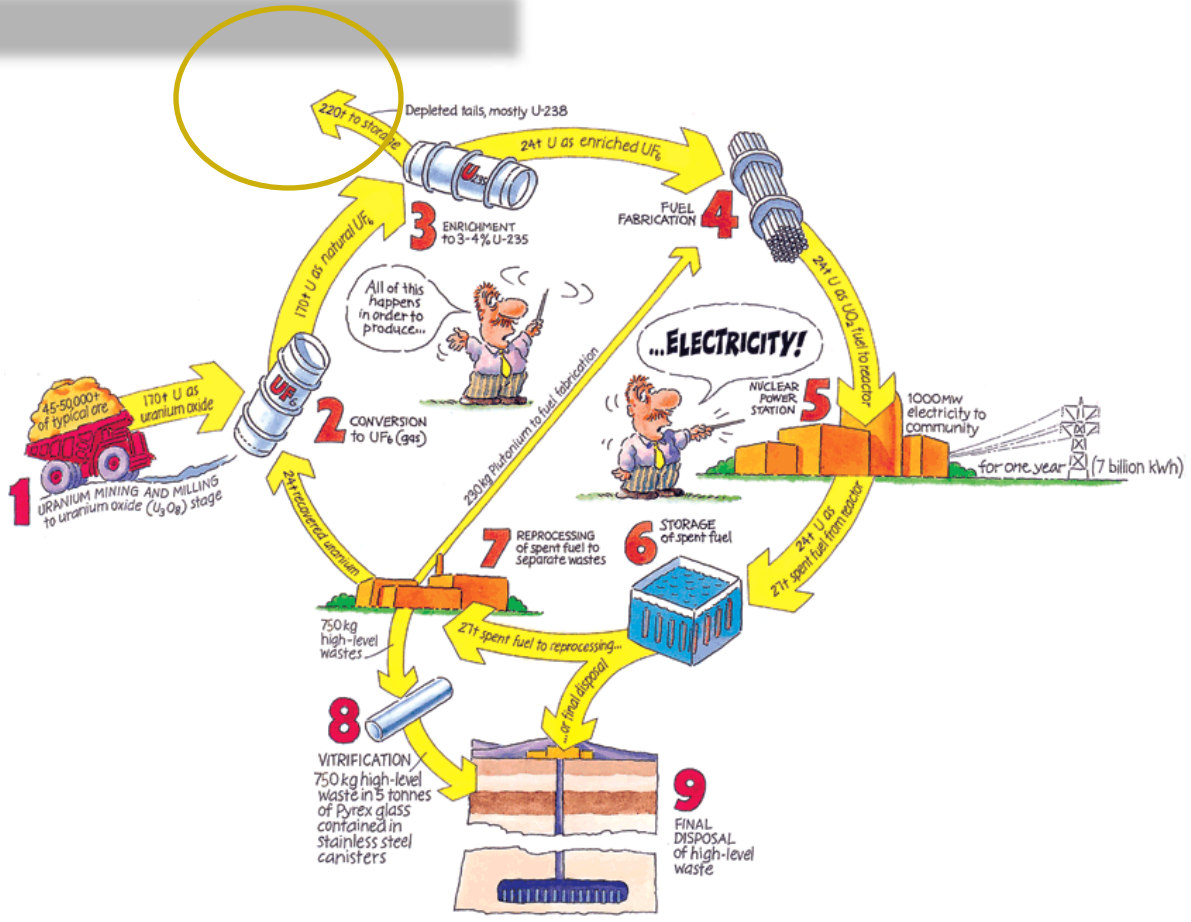 220t to storage
Depleted tails, mostly U-238
24t U as enriched UF₆
U235
3 ENRICHMENT
to 3-4% U-235
FUEL
FABRICATION 4
170t U as natural UF₆
24t U as UO₂ fuel to reactor
All of this
happens
in order to
produce...
...ELECTRICITY!
45-50,000t
of typical ore
170t U as
uranium oxide
UF₆
2 CONVERSION
to UF₆ (gas)
230 kg Plutonium to fuel fabrication
NUCLEAR
POWER
STATION 5
1000MW
electricity to
community
for one year (7 billion kWh)
1 URANIUM MINING AND MILLING
to uranium oxide (U₃O₈) stage
24t recovered uranium
7 REPROCESSING
of spent fuel to
separate wastes
6 STORAGE
of spent fuel
24t U as
27t spent fuel from reactor
750 kg
high-level
wastes
27t spent fuel to reprocessing...
...or final disposal
8
VITRIFICATION
750 kg high-level
waste in 5 tonnes
of Pyrex glass
contained in
stainless steel
canisters
9
FINAL
DISPOSAL
of high-level
waste